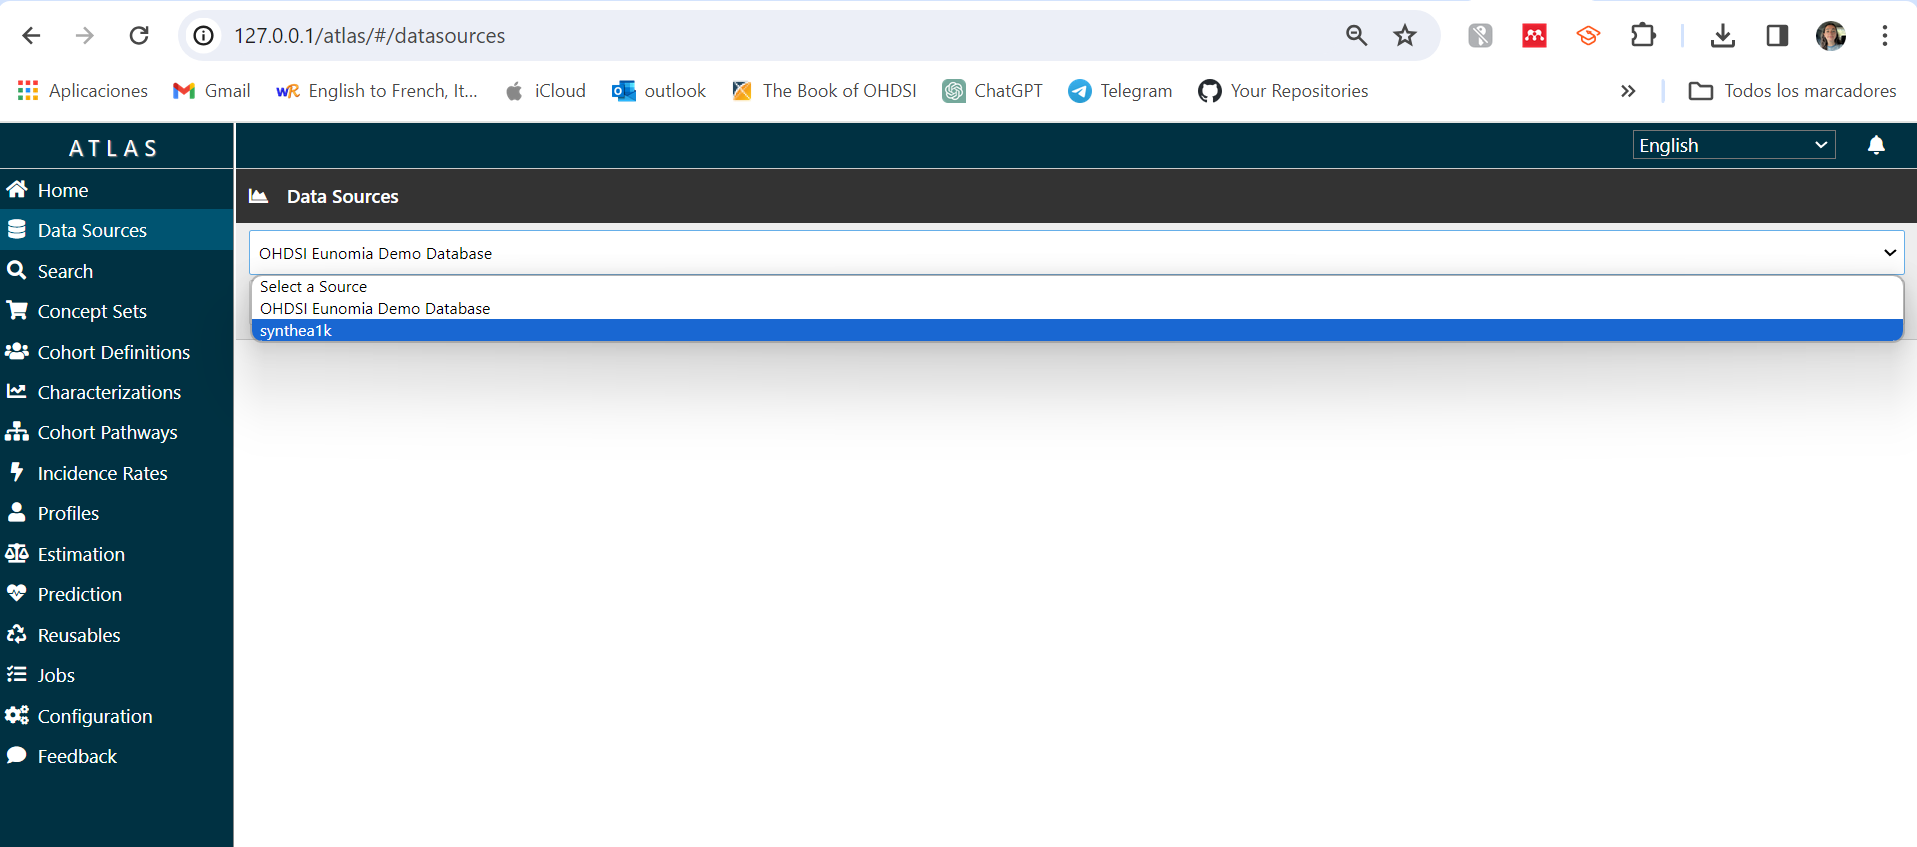 127.0.0.1/atlas/#/datasources
Aplicaciones Gmail English to French, It... iCloud outlook The Book of OHDSI ChatGPT Telegram Your Repositories » Todos los marcadores
ATLAS
English
Home
Data Sources
Search
Concept Sets
Cohort Definitions
Characterizations
Cohort Pathways
Incidence Rates
Profiles
Estimation
Prediction
Reusables
Jobs
Configuration
Feedback
Data Sources
OHDSI Eunomia Demo Database
Select a Source
OHDSI Eunomia Demo Database
synthea1k